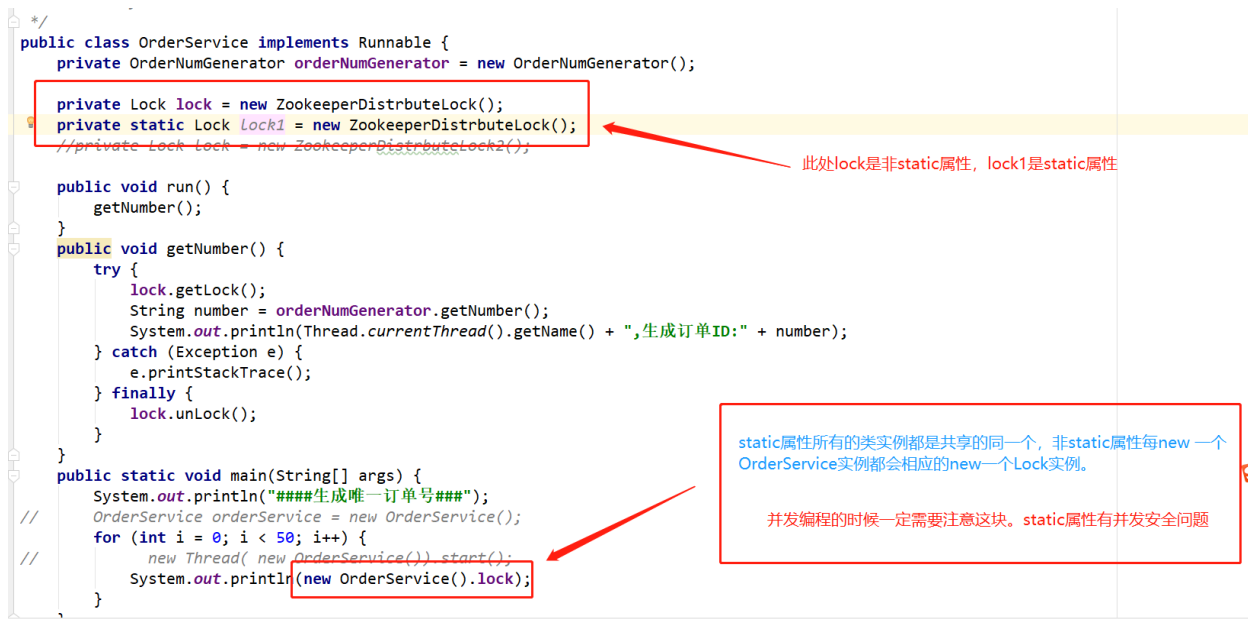 */
public class OrderService implements Runnable {
private OrderNumGenerator orderNumGenerator = new OrderNumGenerator();
private Lock lock = new ZookeeperDistrbuteLock();
private static Lock lock1 = new ZookeeperDistrbuteLock();
//private Lock lock = new ZookeeperDistrbuteLock2();
此处lock是非static属性，lock1是static属性
public void run() {
getNumber();
}
public void getNumber() {
try {
lock.getLock();
String number = orderNumGenerator.getNumber();
System.out.println(Thread.currentThread().getName() + ",生成订单ID:" + number);
} catch (Exception e) {
e.printStackTrace();
} finally {
lock.unLock();
}
}
static属性所有的类实例都是共享的同一个，非static属性每new 一个
OrderService实例都会相应的new一个Lock实例。
并发编程的时候一定需要注意这块。static属性有并发安全问题
public static void main(String[] args) {
System.out.println("####生成唯一订单号###");
// OrderService orderService = new OrderService();
for (int i = 0; i < 50; i++) {
// new Thread( new OrderService()).start();
System.out.println(new OrderService().lock);
}